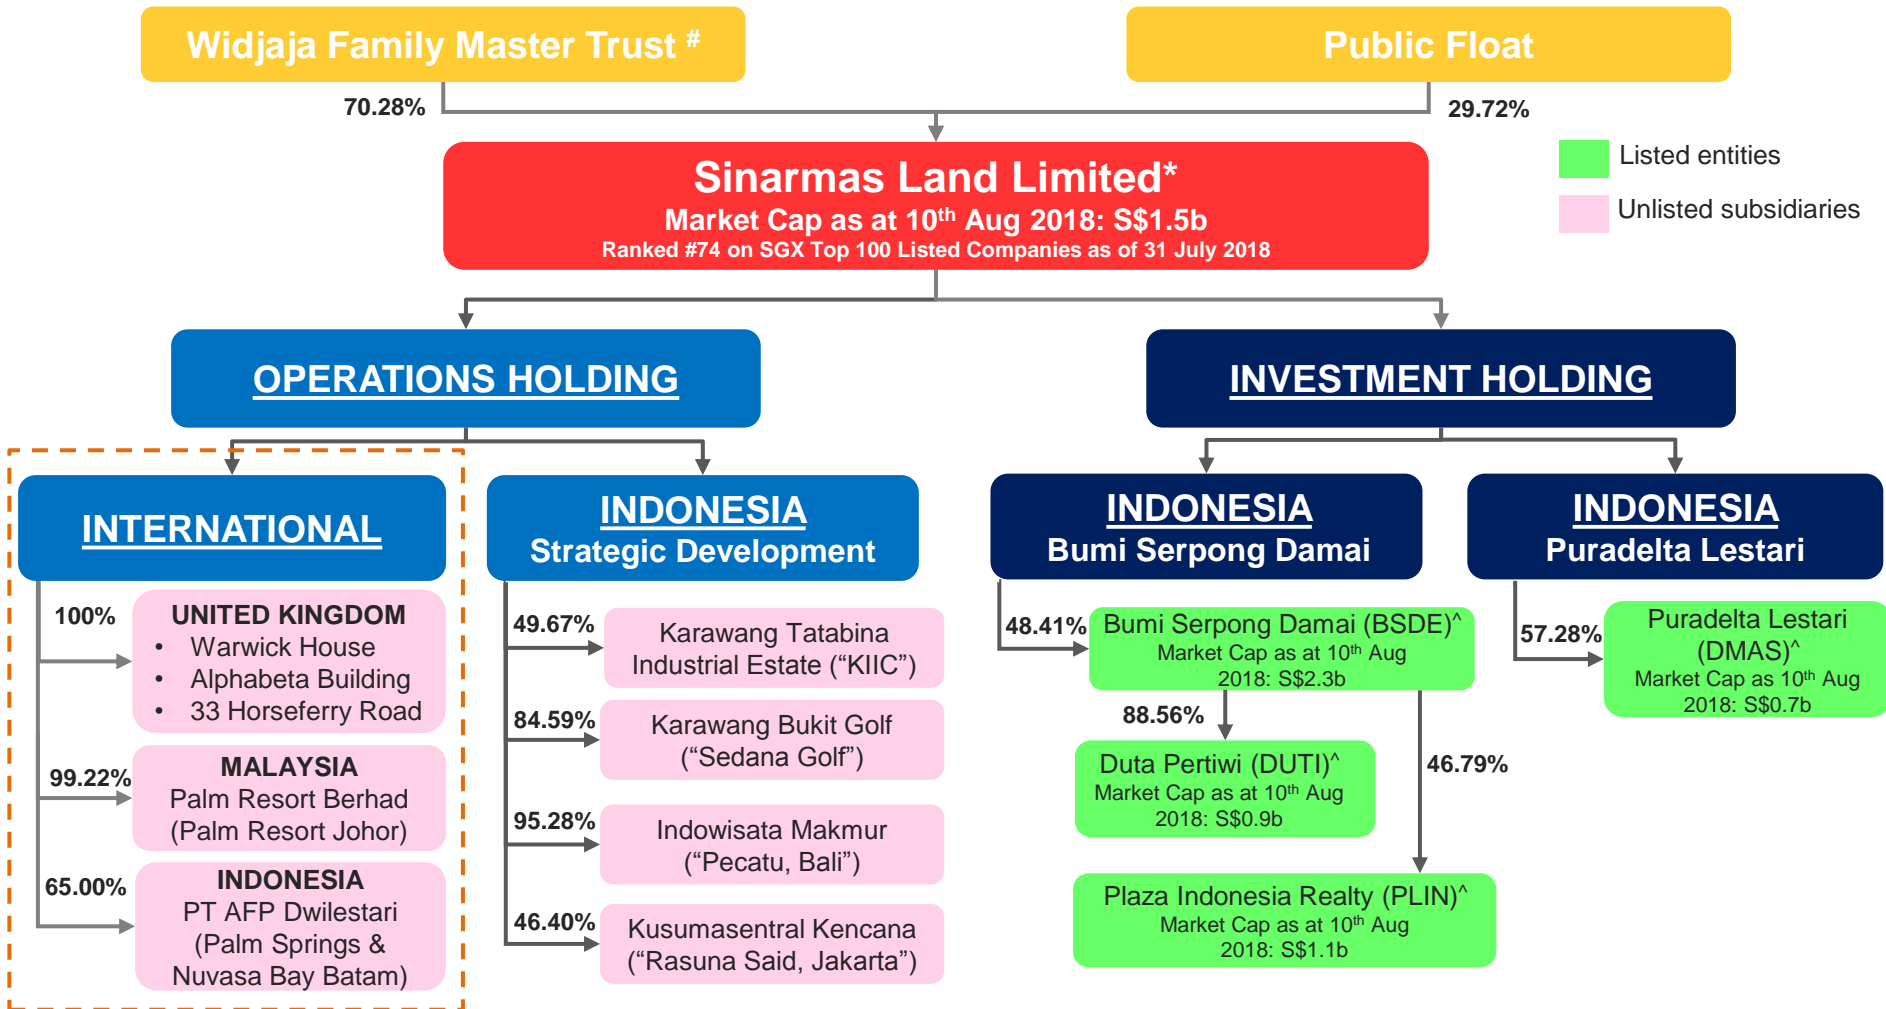 Widjaja Family Master Trust #
Public Float
70.28%
29.72%
Sinarmas Land Limited*
Market Cap as at 10th Aug 2018: S$1.5b
Ranked #74 on SGX Top 100 Listed Companies as of 31 July 2018
Listed entities
Unlisted subsidiaries
OPERATIONS HOLDING
INVESTMENT HOLDING
INTERNATIONAL
INDONESIA
Strategic Development
INDONESIA
Bumi Serpong Damai
INDONESIA
Puradelta Lestari
100%
UNITED KINGDOM
• Warwick House
• Alphabeta Building
• 33 Horseferry Road
99.22%
MALAYSIA
Palm Resort Berhad
(Palm Resort Johor)
65.00%
INDONESIA
PT AFP Dwilestari
(Palm Springs &
Nuvasa Bay Batam)
49.67%
Karawang Tatabina
Industrial Estate (“KIIC”)
84.59%
Karawang Bukit Golf
(“Sedana Golf”)
95.28%
Indowisata Makmur
(“Pecatu, Bali”)
46.40%
Kusumasentral Kencana
(“Rasuna Said, Jakarta”)
48.41%
Bumi Serpong Damai (BSDE)^
Market Cap as at 10th Aug
2018: S$2.3b
88.56%
Duta Pertiwi (DUTI)^
Market Cap as at 10th Aug
2018: S$0.9b
46.79%
Plaza Indonesia Realty (PLIN)^
Market Cap as at 10th Aug
2018: S$1.1b
57.28%
Puradelta Lestari
(DMAS)^
Market Cap as 10th Aug
2018: S$0.7b